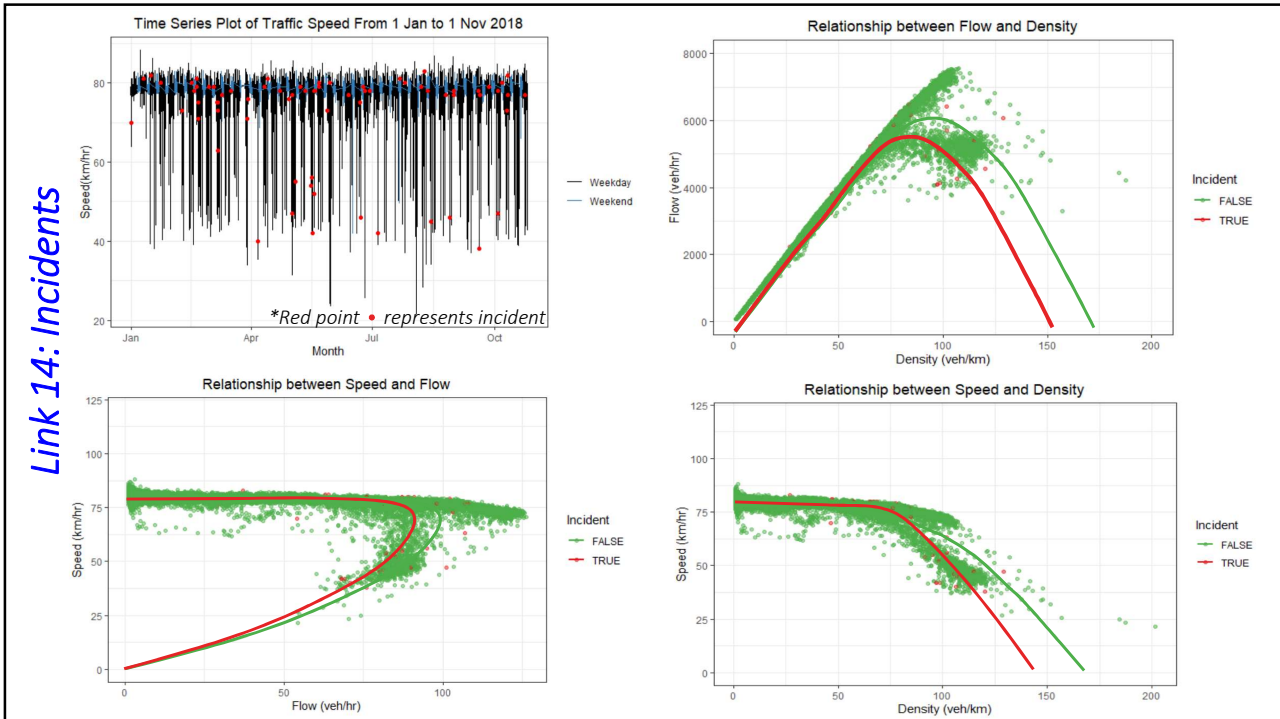 Link 14: Incidents
Time Series Plot of Traffic Speed From 1 Jan to 1 Nov 2018
80
60
40
20
Speed(km/hr)
Jan
Apr
Jul
Oct
Month
*Red point • represents incident
Weekday
Weekend
Relationship between Flow and Density
8000
6000
4000
2000
0
Flow (veh/hr)
0
50
100
150
200
Density (veh/km)
Incident
FALSE
TRUE
Relationship between Speed and Flow
125
100
75
50
25
0
Speed (km/hr)
0
50
100
Flow (veh/hr)
Incident
FALSE
TRUE
Relationship between Speed and Density
125
100
75
50
25
0
Speed (km/hr)
0
50
100
150
200
Density (veh/km)
Incident
FALSE
TRUE